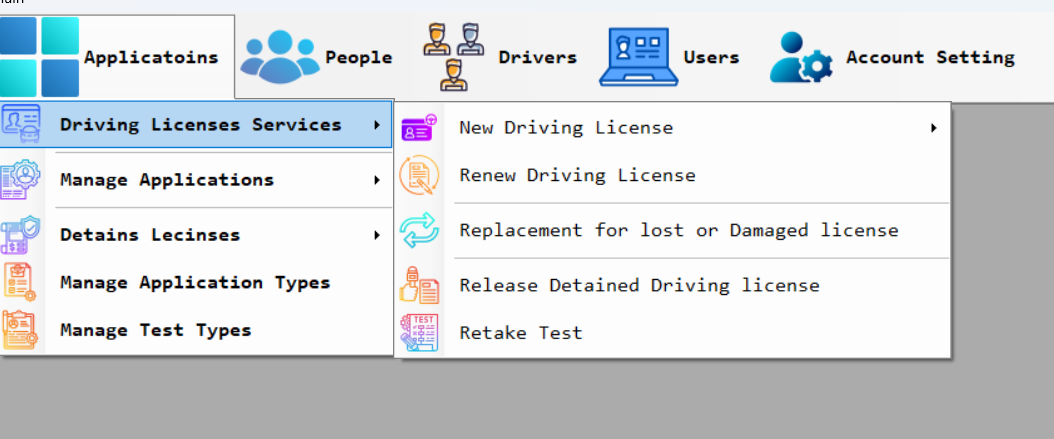 Applicatoins
People
Drivers
Users
Account Setting
Driving Licenses Services
Manage Applications
Detains Lecinses
Manage Application Types
Manage Test Types
New Driving License
Renew Driving License
Replacement for lost or Damaged license
Release Detained Driving license
TEST
Retake Test